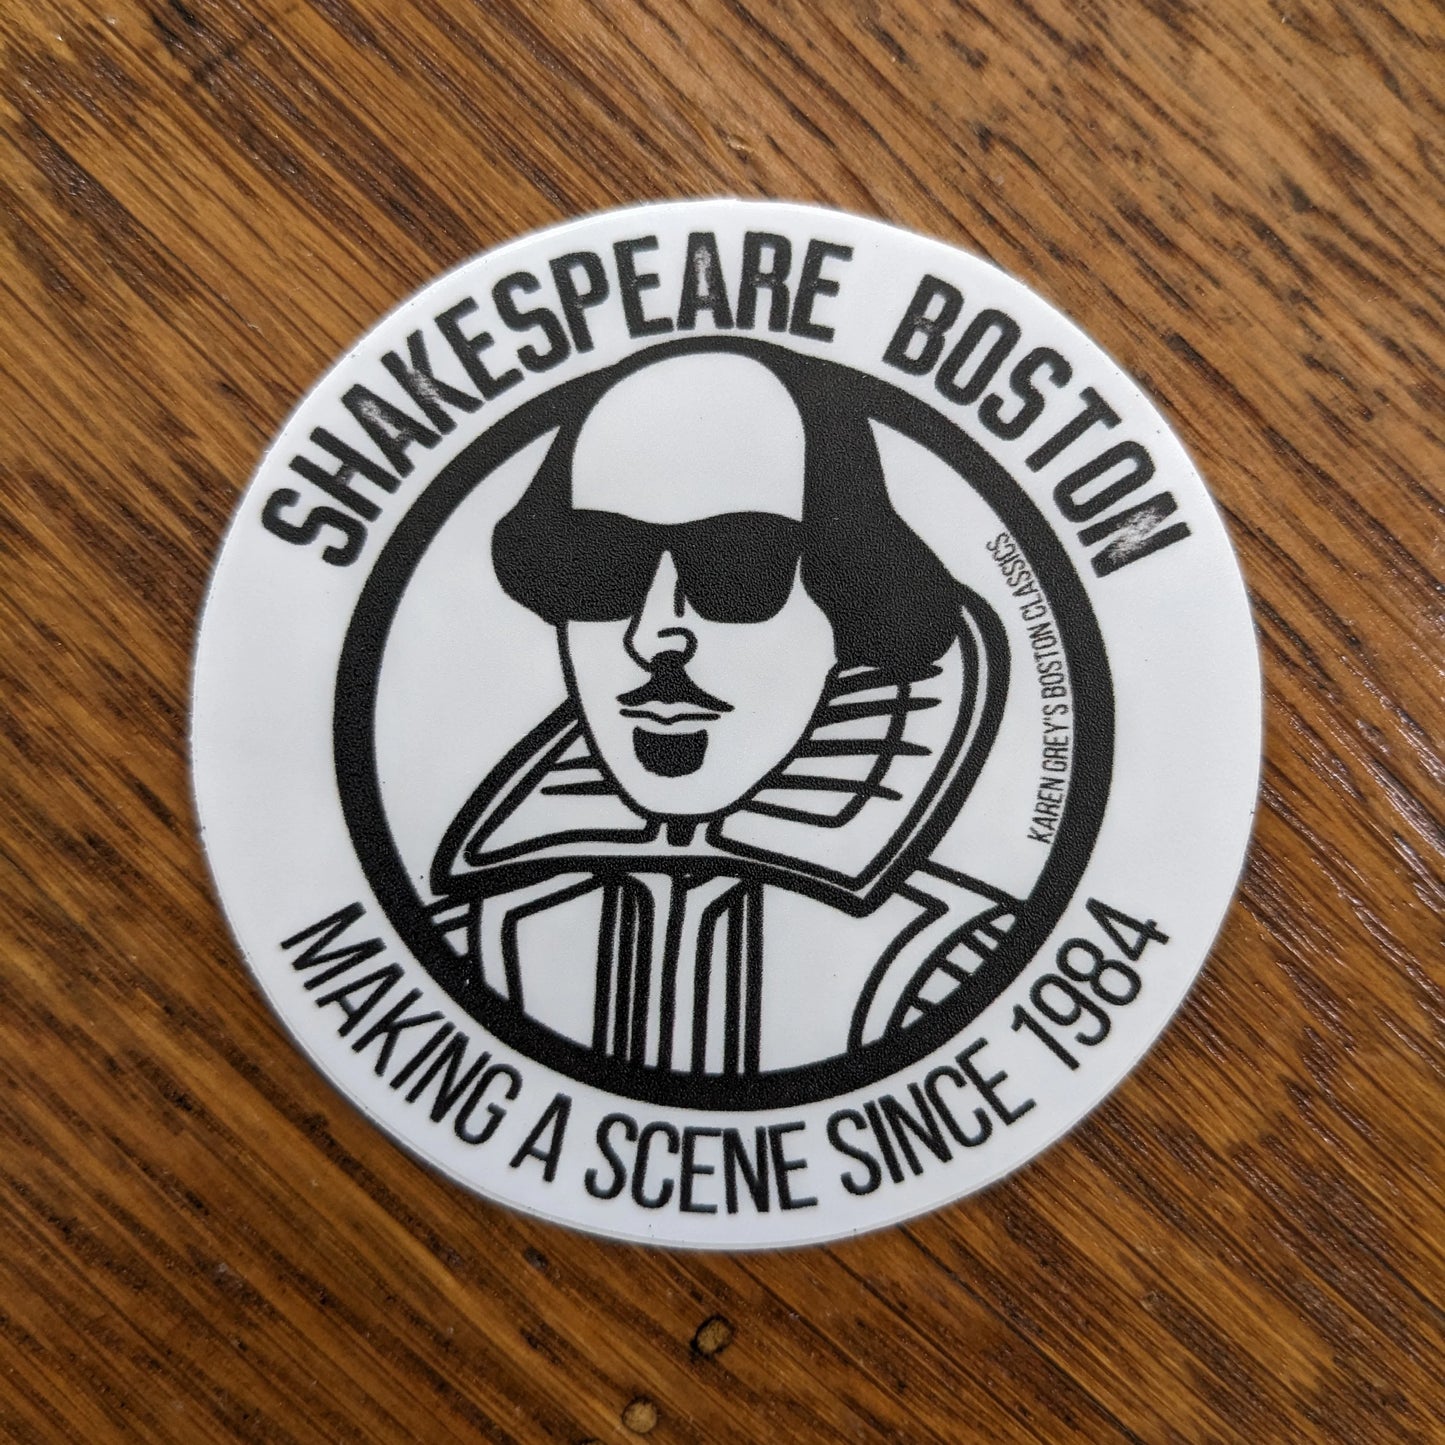 SHAKESPEARE BOSTON
KAREN GREY'S BOSTON CLASSICS
MAKING A SCENE SINCE 1984